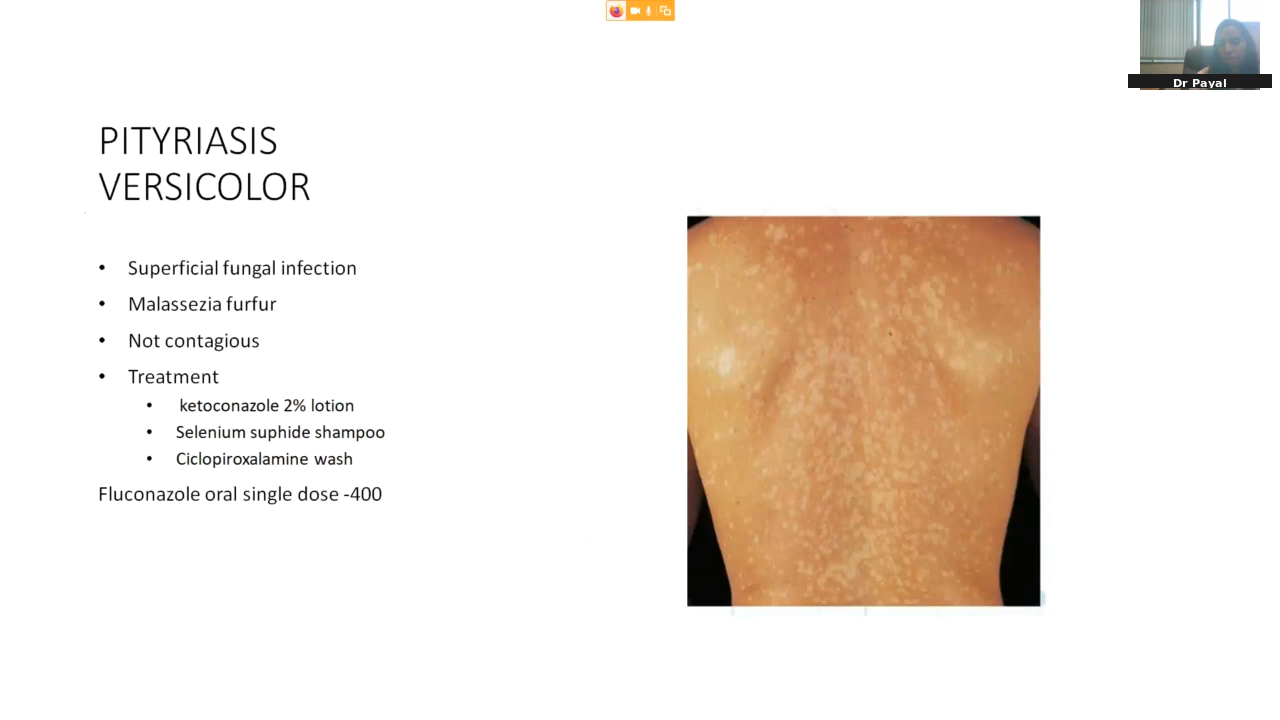 Dr Payal
PITYRIASIS
VERSICOLOR
• Superficial fungal infection
• Malassezia furfur
• Not contagious
• Treatment
• ketoconazole 2% lotion
• Selenium suphide shampoo
• Ciclopiroxalamine wash
Fluconazole oral single dose -400